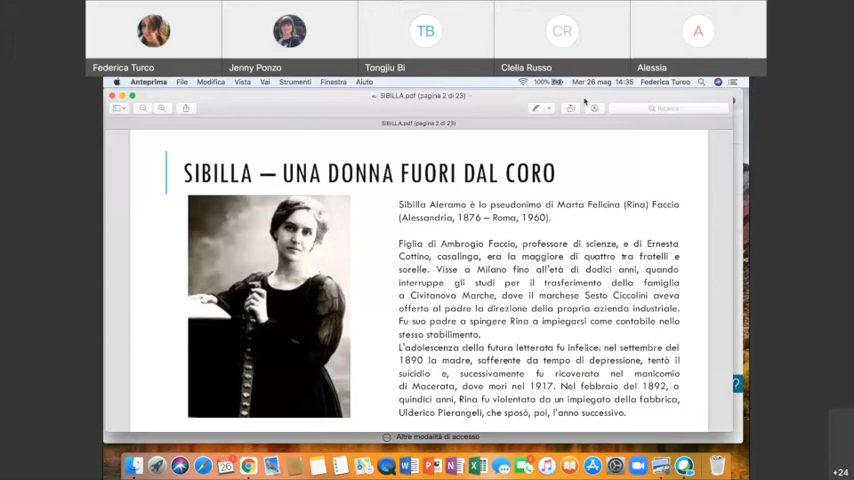 TB
CR
A
Federica Turco
Jenny Ponzo
Tongjiu Bi
Clelia Russo
Alessia
Anteprima File Modifica Vista Vai Strumenti Finestra Aiuto
100% Mer 26 mag 14:35 Federica Turco
SIBILLA.pdf (pagina 2 di 23)
Ricerca
SIBILLA.pdf (pagina 2 di 23)
SIBILLA – UNA DONNA FUORI DAL CORO
Sibilla Aleramo è lo pseudonimo di Marta Felicina (Rina) Faccio
(Alessandria, 1876 – Roma, 1960).
Figlia di Ambrogio Faccio, professore di scienze, e di Ernesta
Cottino, casalinga, era la maggiore di quattro tra fratelli e
sorelle. Visse a Milano fino all'età di dodici anni, quando
interruppe gli studi per il trasferimento della famiglia
a Civitanova Marche, dove il marchese Sesto Ciccolini aveva
offerto al padre la direzione della propria azienda industriale.
Fu suo padre a spingere Rina a impiegarsi come contabile nello
stesso stabilimento.
L'adolescenza della futura letterata fu infelice: nel settembre del
1890 la madre, sofferente da tempo di depressione, tentò il
suicidio e, sucessivamente fu ricoverata nel manicomio
di Macerata, dove morì nel 1917. Nel febbraio del 1892, a
quindici anni, Rina fu violentata da un impiegato della fabbrica,
Ulderico Pierangeli, che sposò, poi, l'anno successivo.
Altre modalità di accesso
26
+24